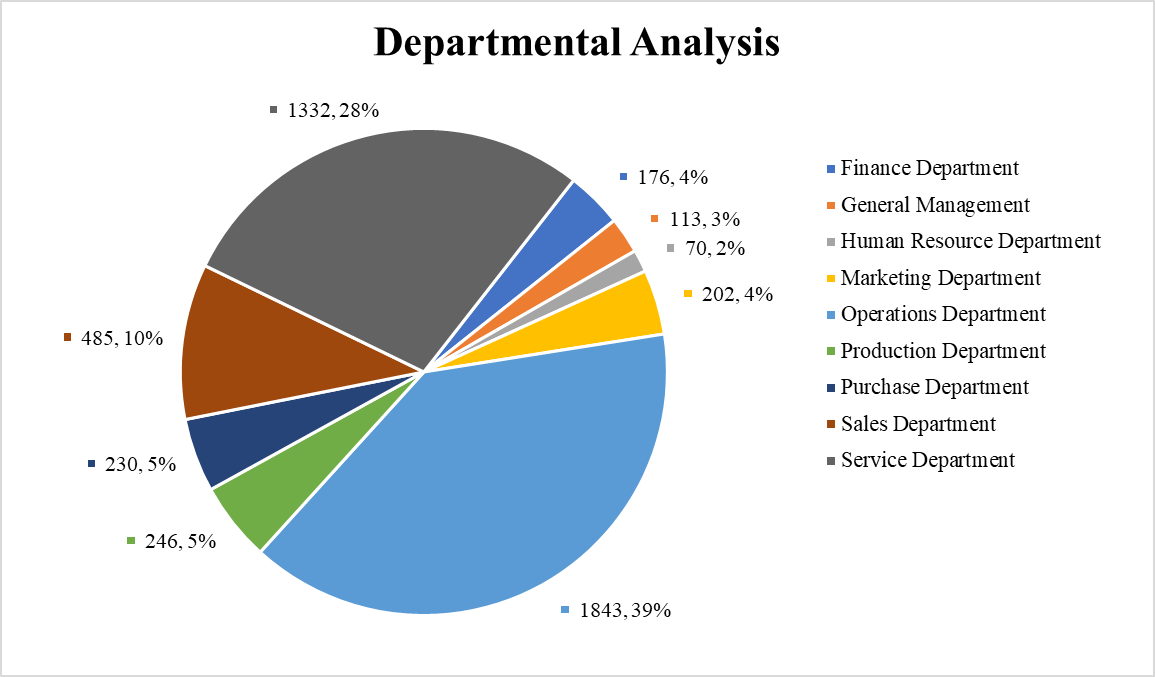 Departmental Analysis
1332, 28%
176, 4%
113, 3%
70, 2%
202, 4%
485, 10%
230, 5%
246, 5%
1843, 39%
Finance Department
General Management
Human Resource Department
Marketing Department
Operations Department
Production Department
Purchase Department
Sales Department
Service Department